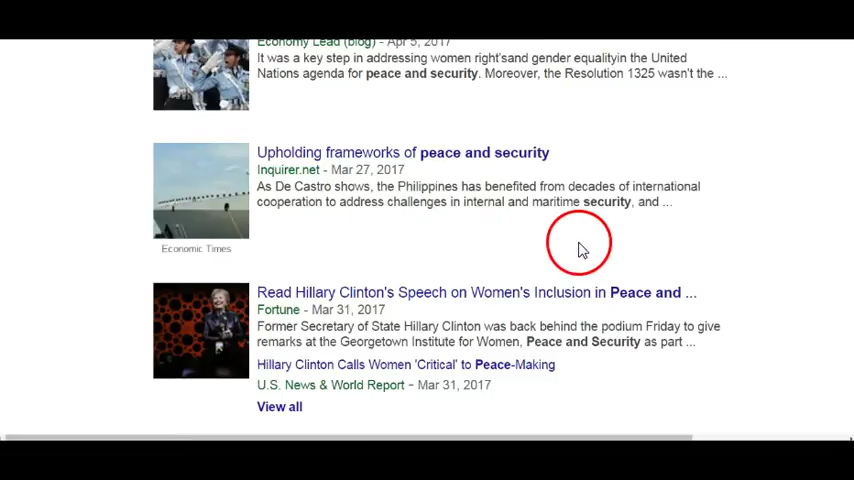 Economy Lead (blog) - Apr 5, 2017
It was a key step in addressing women right'sand gender equalityin the United
Nations agenda for peace and security. Moreover, the Resolution 1325 wasn't the ...
Upholding frameworks of peace and security
Inquirer.net - Mar 27, 2017
As De Castro shows, the Philippines has benefited from decades of international
cooperation to address challenges in internal and maritime security, and ...
Economic Times
Read Hillary Clinton's Speech on Women's Inclusion in Peace and ...
Fortune - Mar 31, 2017
Former Secretary of State Hillary Clinton was back behind the podium Friday to give
remarks at the Georgetown Institute for Women, Peace and Security as part ...
Hillary Clinton Calls Women 'Critical' to Peace-Making
U.S. News & World Report - Mar 31, 2017
View all